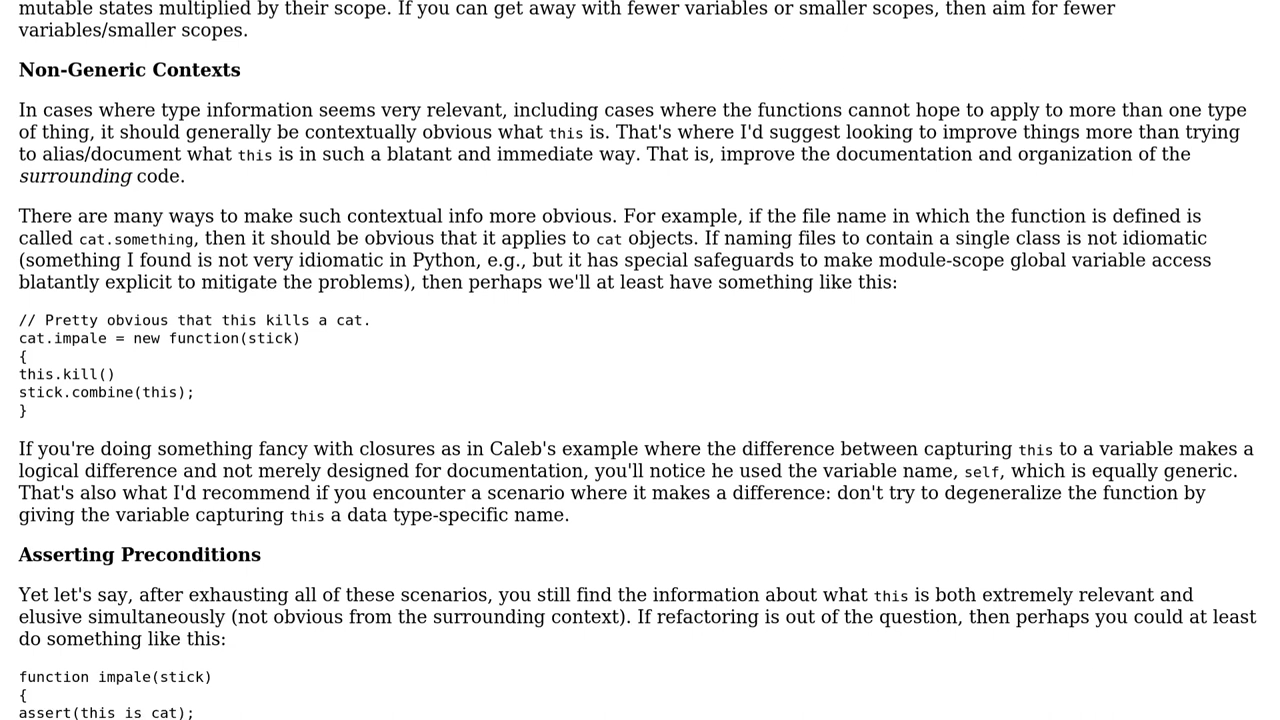 mutable states multiplied by their scope. If you can get away with fewer variables or smaller scopes, then aim for fewer
variables/smaller scopes.
Non-Generic Contexts
In cases where type information seems very relevant, including cases where the functions cannot hope to apply to more than one type
of thing, it should generally be contextually obvious what this is. That's where I'd suggest looking to improve things more than trying
to alias/document what this is in such a blatant and immediate way. That is, improve the documentation and organization of the
surrounding code.
There are many ways to make such contextual info more obvious. For example, if the file name in which the function is defined is
called cat.something, then it should be obvious that it applies to cat objects. If naming files to contain a single class is not idiomatic
(something I found is not very idiomatic in Python, e.g., but it has special safeguards to make module-scope global variable access
blatantly explicit to mitigate the problems), then perhaps we'll at least have something like this:
// Pretty obvious that this kills a cat.
cat.impale = new function(stick)
{
this.kill()
stick.combine(this);
}
If you're doing something fancy with closures as in Caleb's example where the difference between capturing this to a variable makes a
logical difference and not merely designed for documentation, you'll notice he used the variable name, self, which is equally generic.
That's also what I'd recommend if you encounter a scenario where it makes a difference: don't try to degeneralize the function by
giving the variable capturing this a data type-specific name.
Asserting Preconditions
Yet let's say, after exhausting all of these scenarios, you still find the information about what this is both extremely relevant and
elusive simultaneously (not obvious from the surrounding context). If refactoring is out of the question, then perhaps you could at least
do something like this:
function impale(stick)
{
assert(this is cat);